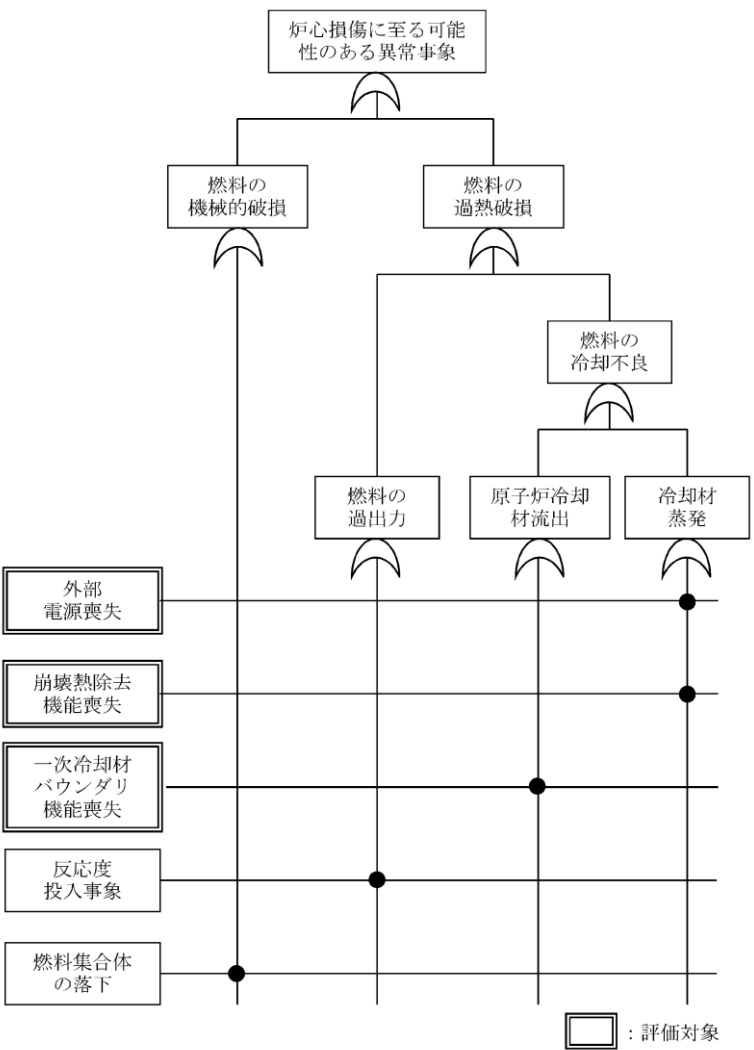 炉心損傷に至る可能
性のある異常事象
燃料の
機械的破損
燃料の
過熱破損
燃料の
冷却不良
燃料の
過出力
原子炉冷却
材流出
冷却材
蒸発
外部
電源喪失
崩壊熱除去
機能喪失
一次冷却材
バウンダリ
機能喪失
反応度
投入事象
燃料集合体
の落下
：評価対象